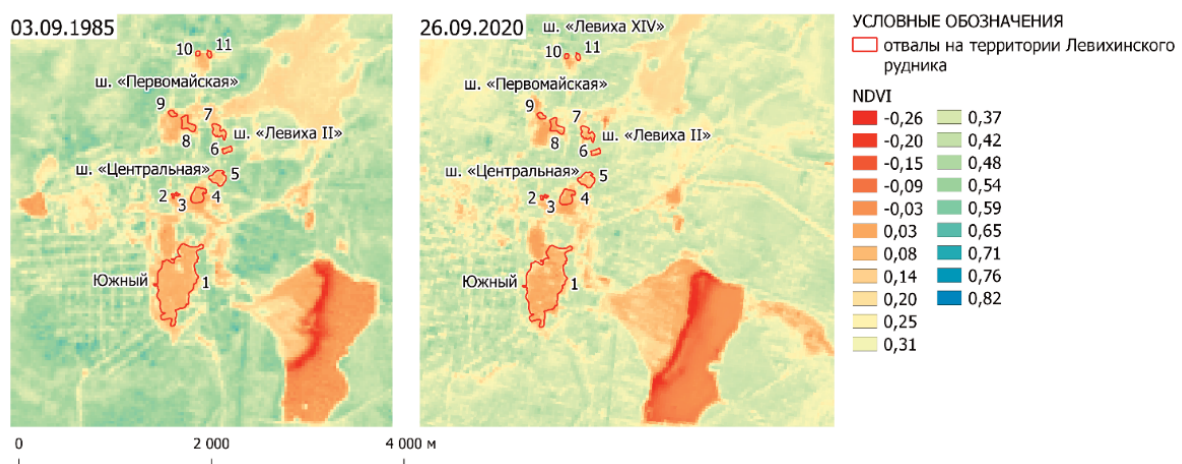 03.09.1985
10 11
ш. «Первомайская»
9
7
8
ш. «Левиха II»
6
ш. «Центральная»
5
2
3
4
Южный
1
26.09.2020
ш. «Левиха XIV»
10 11
ш. «Первомайская»
9
7
8
ш. «Левиха II»
6
ш. «Центральная»
5
2
3
4
Южный
1
УСЛОВНЫЕ ОБОЗНАЧЕНИЯ
отвалы на территории Левихинского
рудника
NDVI
-0,26 0,37
-0,20 0,42
-0,15 0,48
-0,09 0,54
-0,03 0,59
0,03 0,65
0,08 0,71
0,14 0,76
0,20 0,82
0,25
0,31
0 2 000 4 000 м